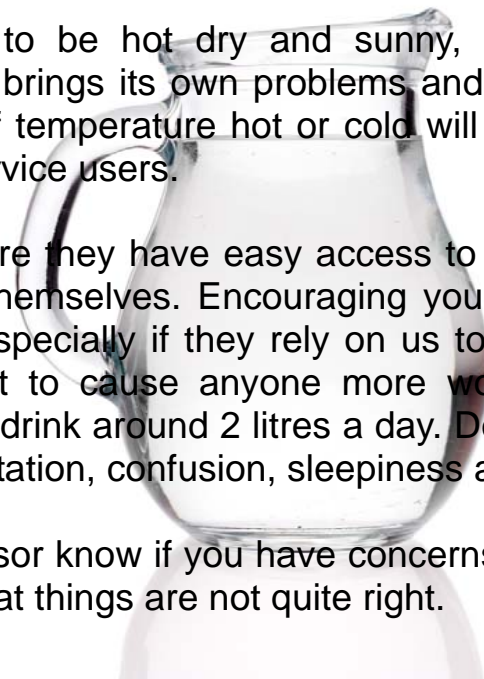 to be hot dry and sunny,
brings its own problems and
temperature hot or cold will
vice users.
re they have easy access to
hemselves. Encouraging you
specially if they rely on us to
t to cause anyone more wo
drink around 2 litres a day. D
tation, confusion, sleepiness a
sor know if you have concerns
at things are not quite right.